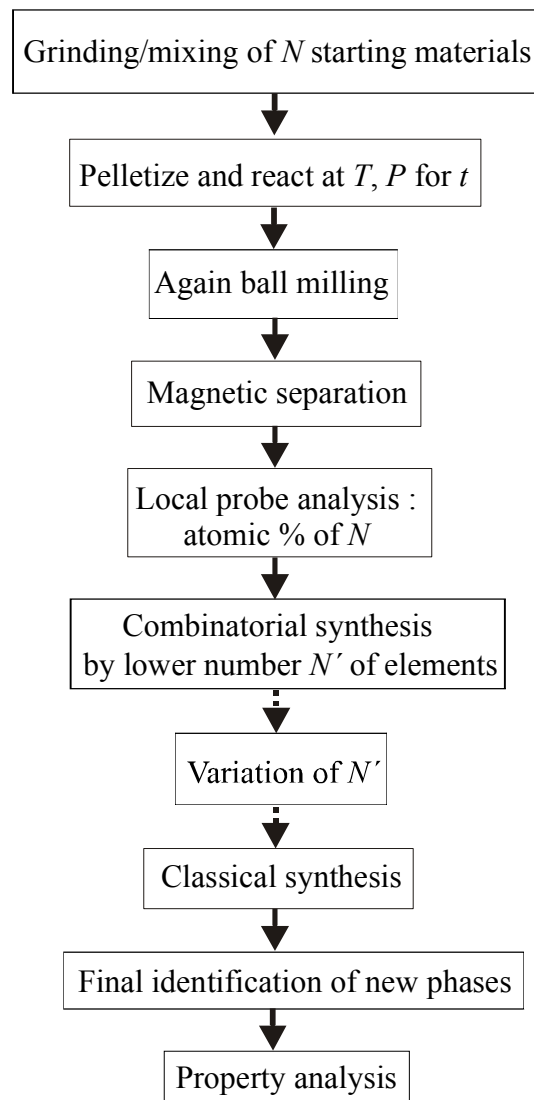 Grinding/mixing of N starting materials
Pelletize and react at T, P for t
Again ball milling
Magnetic separation
Local probe analysis :
atomic % of N
Combinatorial synthesis
by lower number N´ of elements
Variation of N´
Classical synthesis
Final identification of new phases
Property analysis